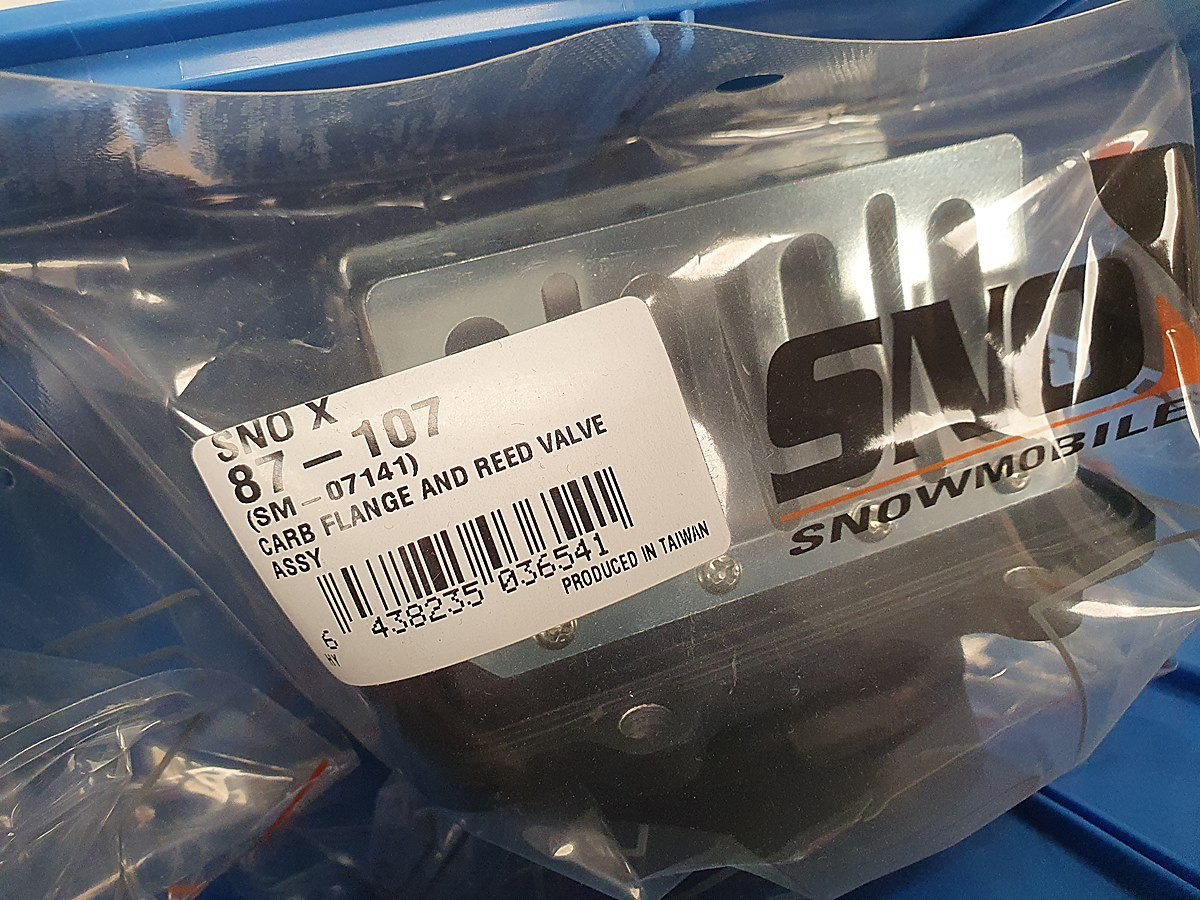 SNO X
87-107
(SM-07141)
CARB FLANGE AND REED VALVE
ASSY
6 438235 036541
HY
PRODUCED IN TAIWAN
SNO
SNOWMOBILE